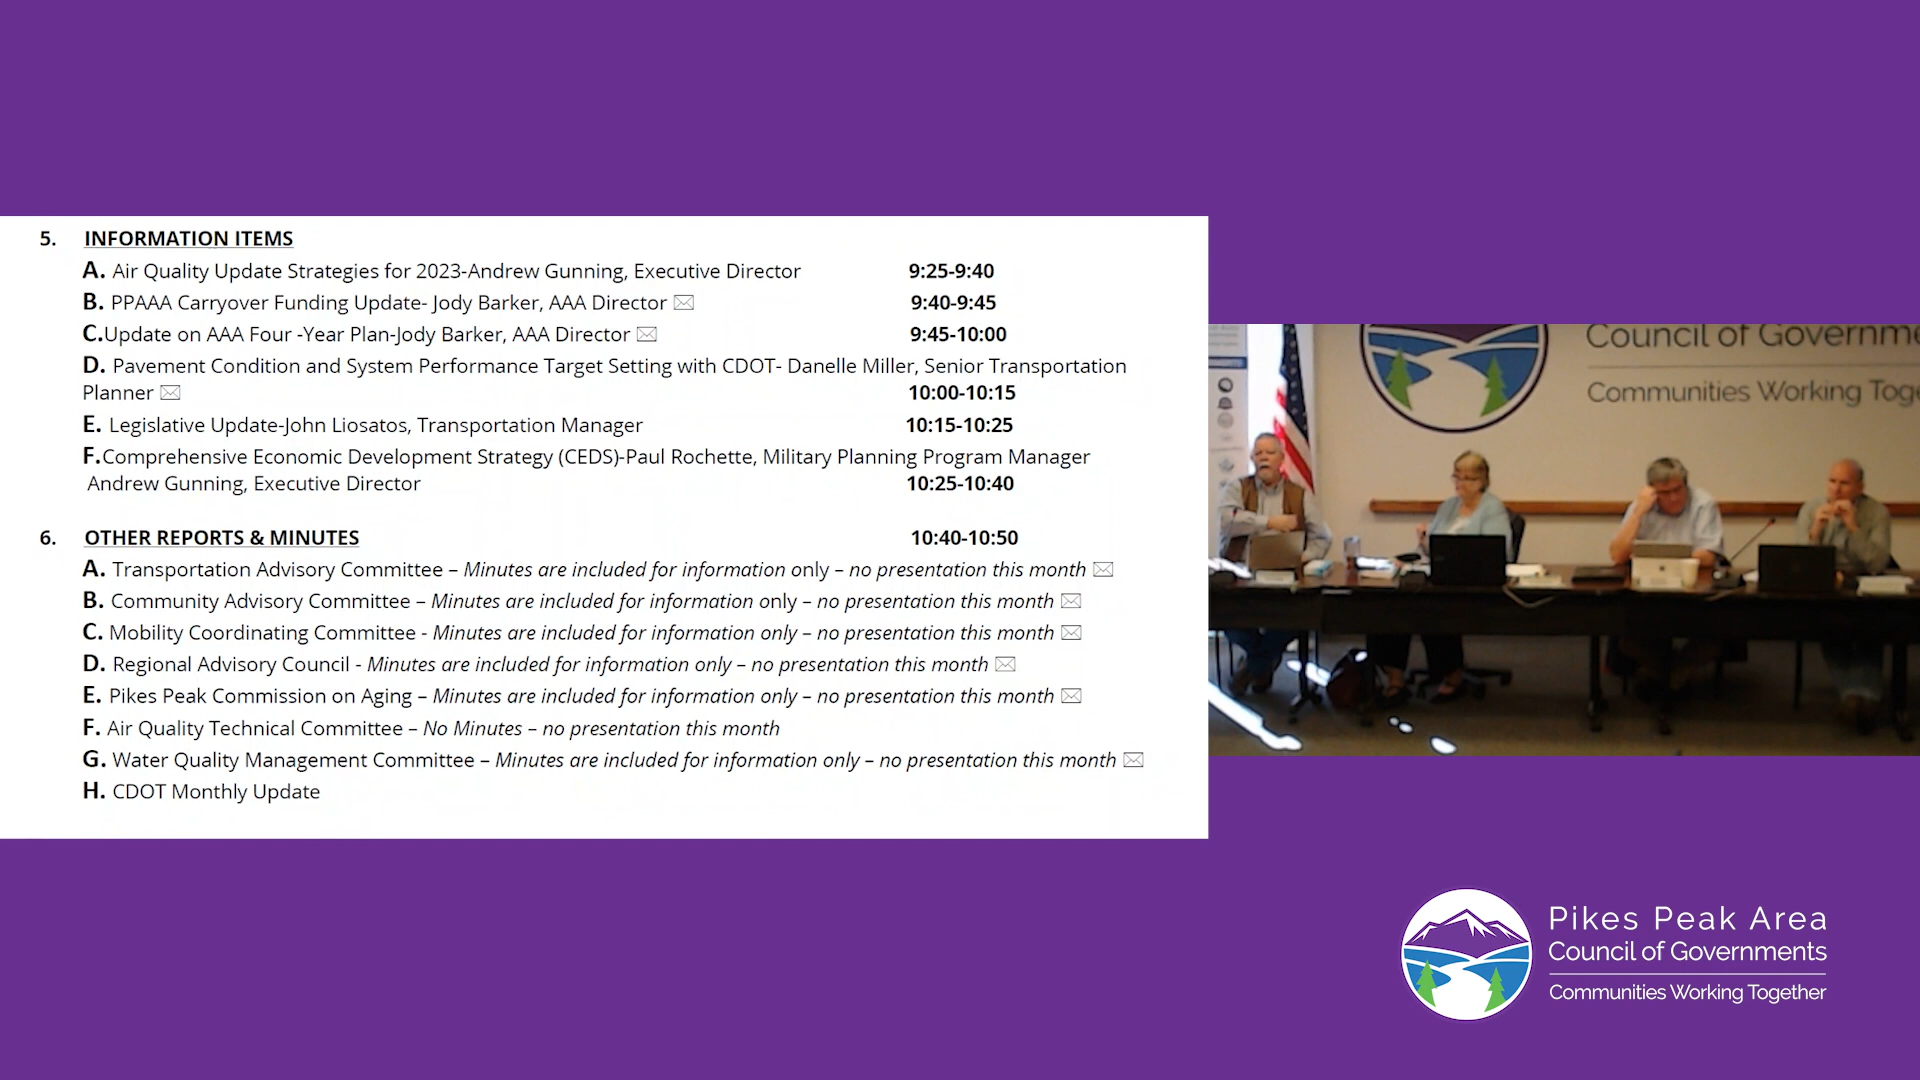 5. INFORMATION ITEMS
A. Air Quality Update Strategies for 2023-Andrew Gunning, Executive Director 9:25-9:40
B. PPAAA Carryover Funding Update- Jody Barker, AAA Director ✉ 9:40-9:45
C.Update on AAA Four -Year Plan-Jody Barker, AAA Director ✉ 9:45-10:00
D. Pavement Condition and System Performance Target Setting with CDOT- Danelle Miller, Senior Transportation
Planner ✉ 10:00-10:15
E. Legislative Update-John Liosatos, Transportation Manager 10:15-10:25
F.Comprehensive Economic Development Strategy (CEDS)-Paul Rochette, Military Planning Program Manager
Andrew Gunning, Executive Director 10:25-10:40
6. OTHER REPORTS & MINUTES 10:40-10:50
A. Transportation Advisory Committee – Minutes are included for information only – no presentation this month ✉
B. Community Advisory Committee – Minutes are included for information only – no presentation this month ✉
C. Mobility Coordinating Committee - Minutes are included for information only – no presentation this month ✉
D. Regional Advisory Council - Minutes are included for information only – no presentation this month ✉
E. Pikes Peak Commission on Aging – Minutes are included for information only – no presentation this month ✉
F. Air Quality Technical Committee – No Minutes – no presentation this month
G. Water Quality Management Committee – Minutes are included for information only – no presentation this month ✉
H. CDOT Monthly Update
Council of
Communities Working
Pikes Peak Area
Council of Governments
Communities Working Together